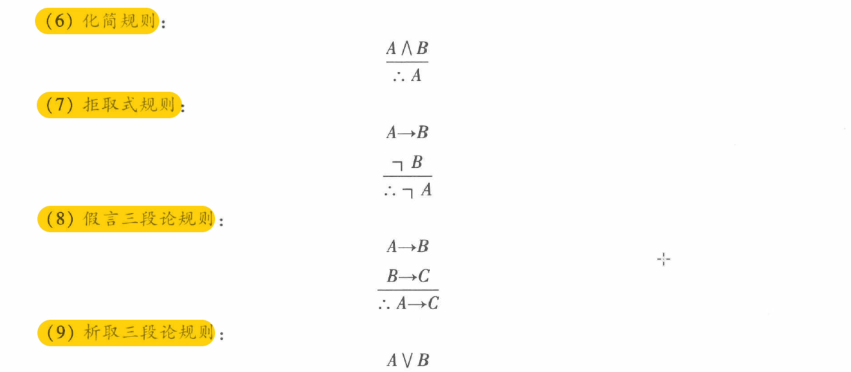 (6) 化简规则：
A∧B
∴ A
(7) 拒取式规则：
A→B
¬ B
∴ ¬ A
(8) 假言三段论规则：
A→B
B→C
∴ A→C
(9) 析取三段论规则：
A∨B